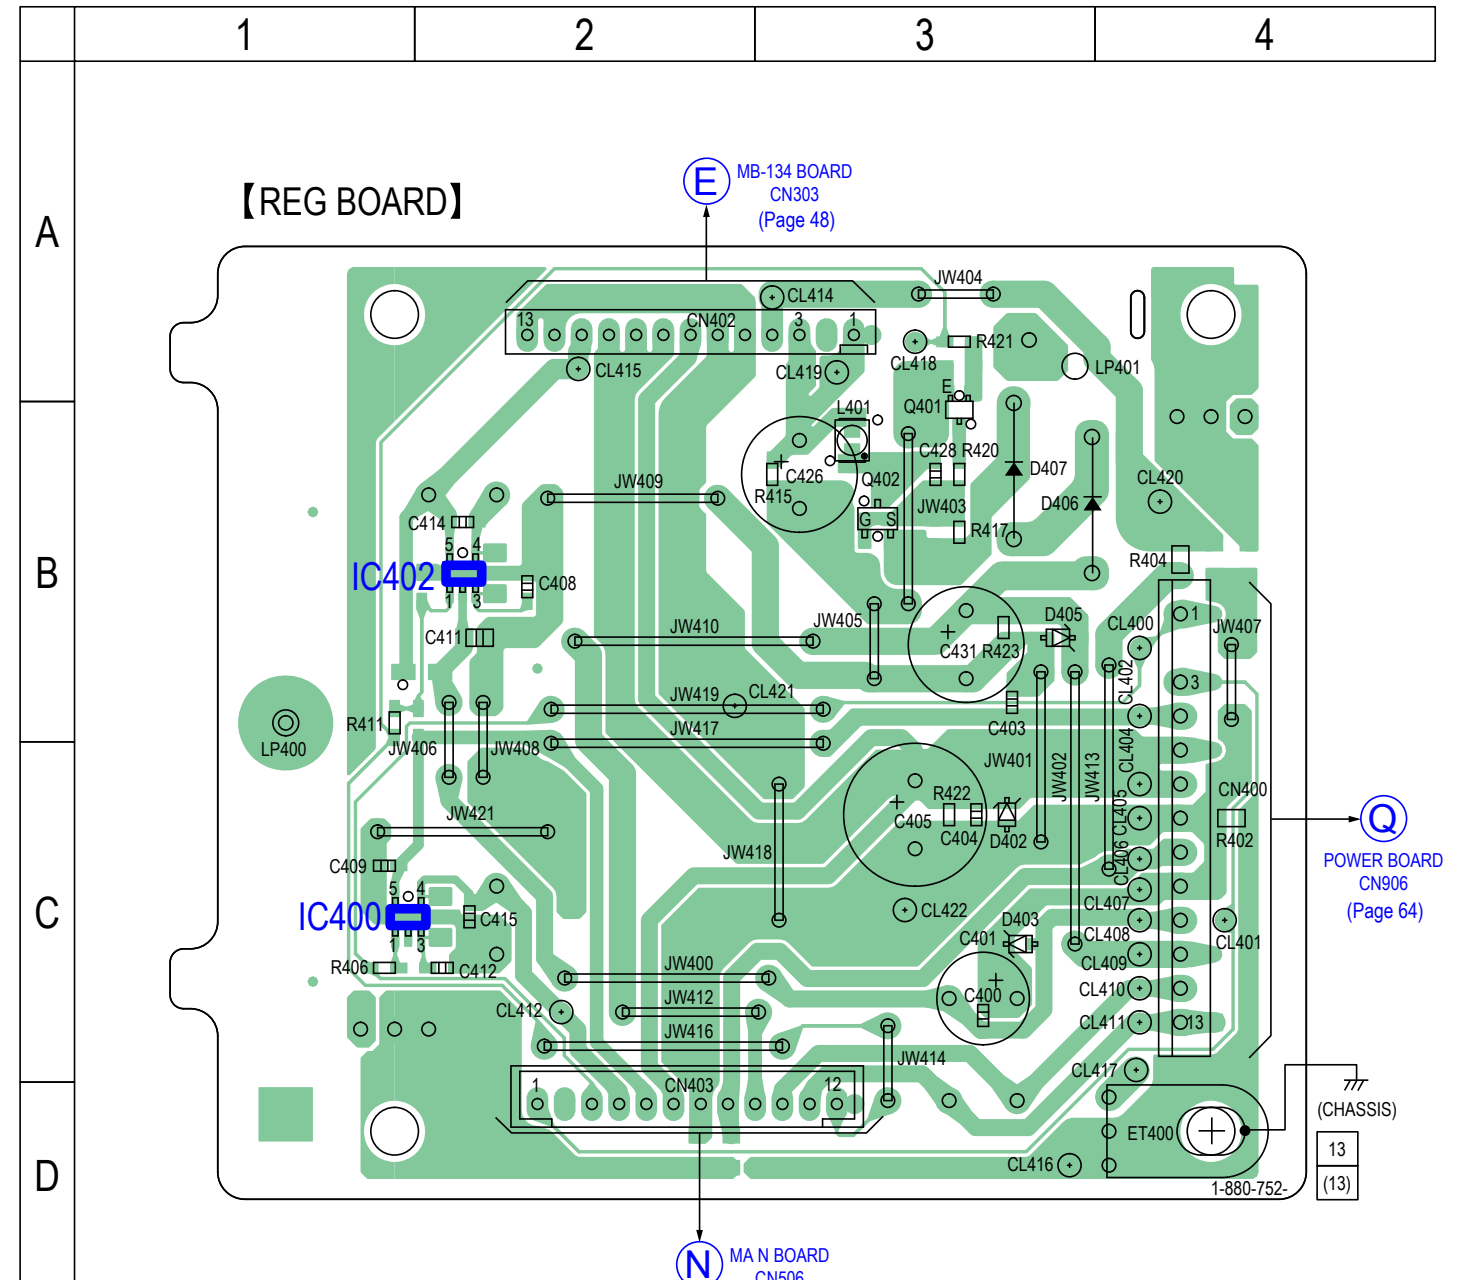 1 2 3 4
A
B
C
D
【REG BOARD】
E
MB-134 BOARD
CN303
(Page 48)
JW404
CL414
13 CN402 3 1
R421
CL418
CL415
CL419
LP401
E
Q401
L401
C428 R420
D407
CL420
C426
R415
Q402
JW403
D406
JW409
G S
R417
C414
5 4
IC402
1 3
C408
R404
C411
JW410
JW405
D405
CL400
1
JW407
C431 R423
CL402
3
JW419
CL421
C403
R411
JW406
JW408
JW417
LP400
JW401
JW402
JW413
CL404
CN400
R422
C405
C404
D402
CL405
R402
JW421
JW418
CL406
Q
POWER BOARD
CN906
(Page 64)
C409
5 4
IC400
1 3
C415
CL422
D403
CL407
CL408
CL401
C401
R406
C412
JW400
CL409
C400
CL410
CL412
JW412
CL411
13
JW416
JW414
CL417
1 CN403 12
(CHASSIS)
ET400
13
(13)
CL416
1-880-752-
N
MA N BOARD
CN506